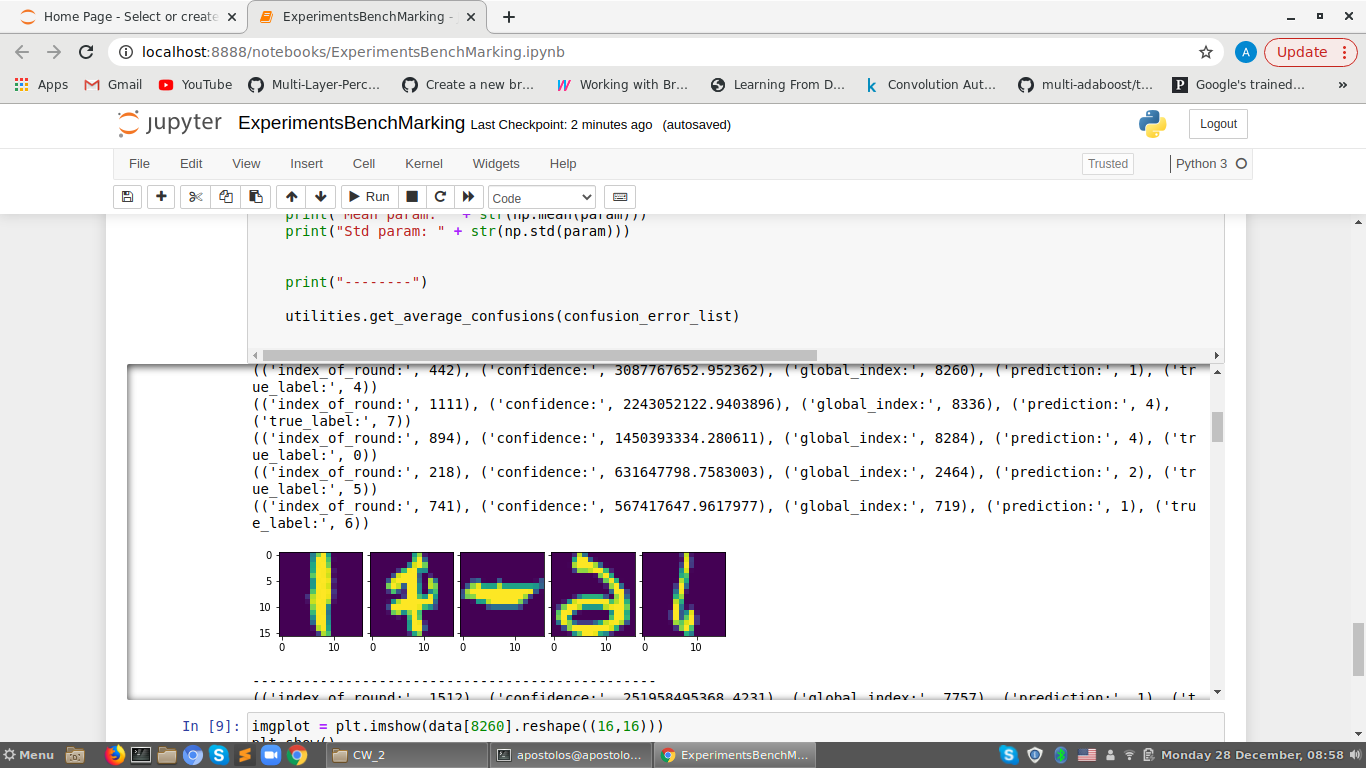 Home Page - Select or create
ExperimentsBenchMarking -
localhost:8888/notebooks/ExperimentsBenchMarking.ipynb
A
Update
Apps
Gmail
YouTube
Multi-Layer-Perc...
Create a new br...
Working with Br...
Learning From D...
k Convolution Aut...
multi-adaboost/t...
P Google's trained...
»
jupyter ExperimentsBenchMarking Last Checkpoint: 2 minutes ago (autosaved)
Logout
File Edit View Insert Cell Kernel Widgets Help
Trusted
Python 3
Run
Code
print("Mean param: " + str(np.mean(param)))
print("Std param: " + str(np.std(param)))
print("--------")
utilities.get_average_confusions(confusion_error_list)
(('index_of_round:', 442), ('confidence:', 3087767652.952362), ('global_index:', 8260), ('prediction:', 1), ('tr
ue_label:', 4))
(('index_of_round:', 1111), ('confidence:', 2243052122.9403896), ('global_index:', 8336), ('prediction:', 4),
('true_label:', 7))
(('index_of_round:', 894), ('confidence:', 1450393334.280611), ('global_index:', 8284), ('prediction:', 4), ('tr
ue_label:', 0))
(('index_of_round:', 218), ('confidence:', 631647798.7583003), ('global_index:', 2464), ('prediction:', 2), ('tr
ue_label:', 5))
(('index_of_round:', 741), ('confidence:', 567417647.9617977), ('global_index:', 719), ('prediction:', 1), ('tru
e_label:', 6))
0
5
10
15
0 10 0 10 0 10 0 10 0 10
------------------------------------------------
(('index_of_round:', 1512), ('confidence:', 251958495368.4231), ('global_index:', 7757), ('prediction:', 1), ('t
In [9]: imgplot = plt.imshow(data[8260].reshape((16,16)))
plt.show()
Menu
CW_2
apostolos@apostolo...
ExperimentsBenchM...
Monday 28 December, 08:58